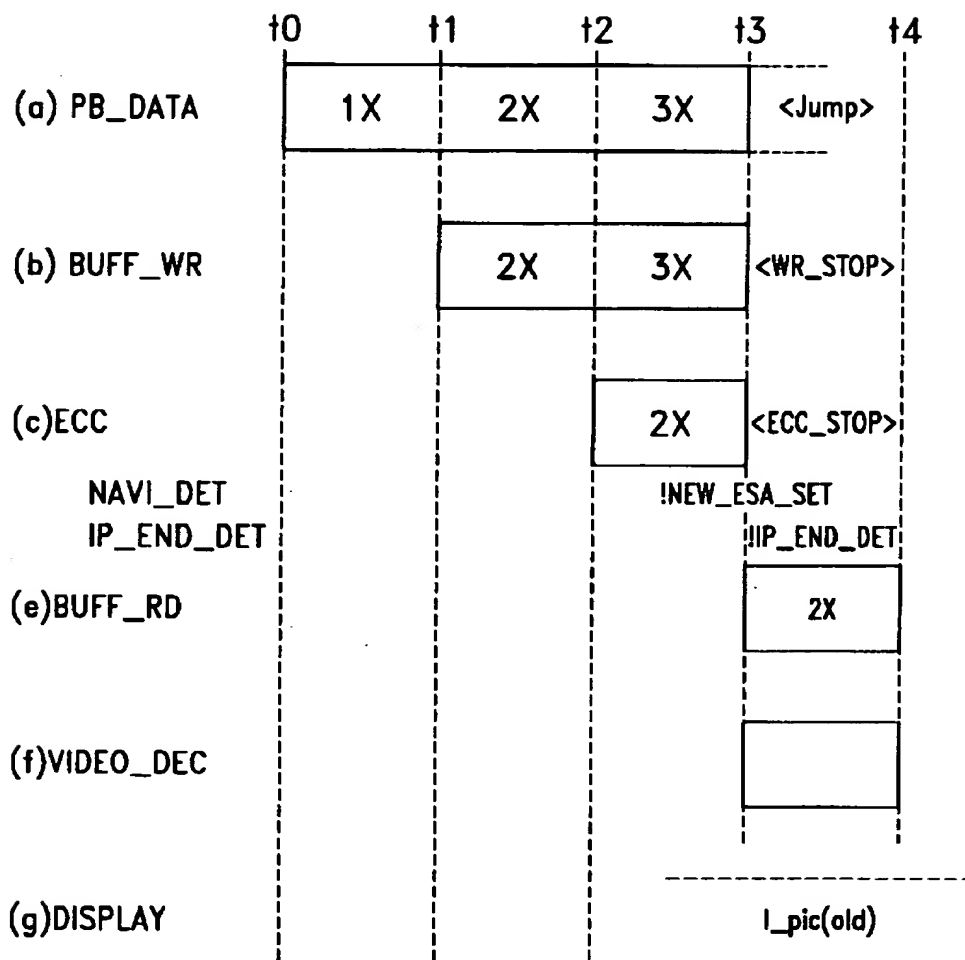 t0 t1 t2 t3 t4
(a) PB_DATA 1X 2X 3X <Jump>
(b) BUFF_WR 2X 3X <WR_STOP>
(c)ECC 2X <ECC_STOP>
NAVI_DET !NEW_ESA_SET
IP_END_DET !IP_END_DET
(e)BUFF_RD 2X
(f)VIDEO_DEC
(g)DISPLAY I_pic(old)